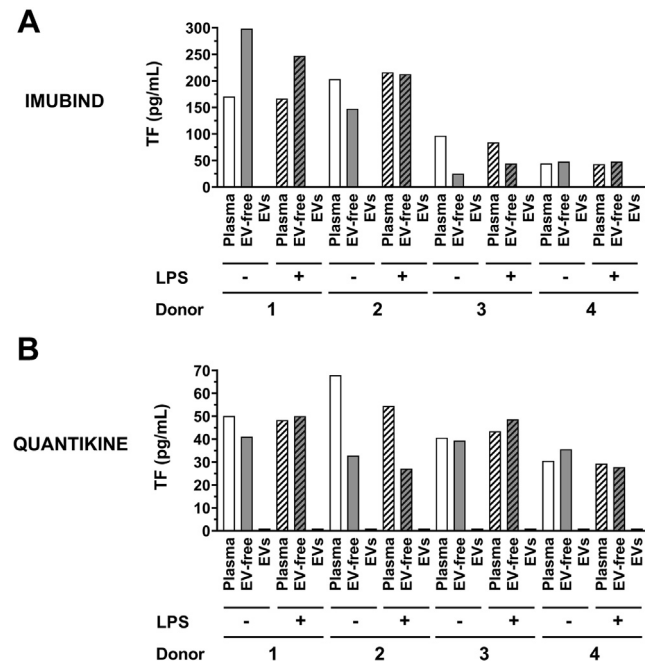 A
IMUBIND
TF (pg/mL)
300
250
200
150
100
50
0
Plasma EV-free EVs Plasma EV-free EVs Plasma EV-free EVs Plasma EV-free EVs Plasma EV-free EVs Plasma EV-free EVs Plasma EV-free EVs Plasma EV-free EVs
LPS - + - + - + - +
Donor 1 2 3 4
B
QUANTIKINE
TF (pg/mL)
70
60
50
40
30
20
10
0
Plasma EV-free EVs Plasma EV-free EVs Plasma EV-free EVs Plasma EV-free EVs Plasma EV-free EVs Plasma EV-free EVs Plasma EV-free EVs Plasma EV-free EVs
LPS - + - + - + - +
Donor 1 2 3 4